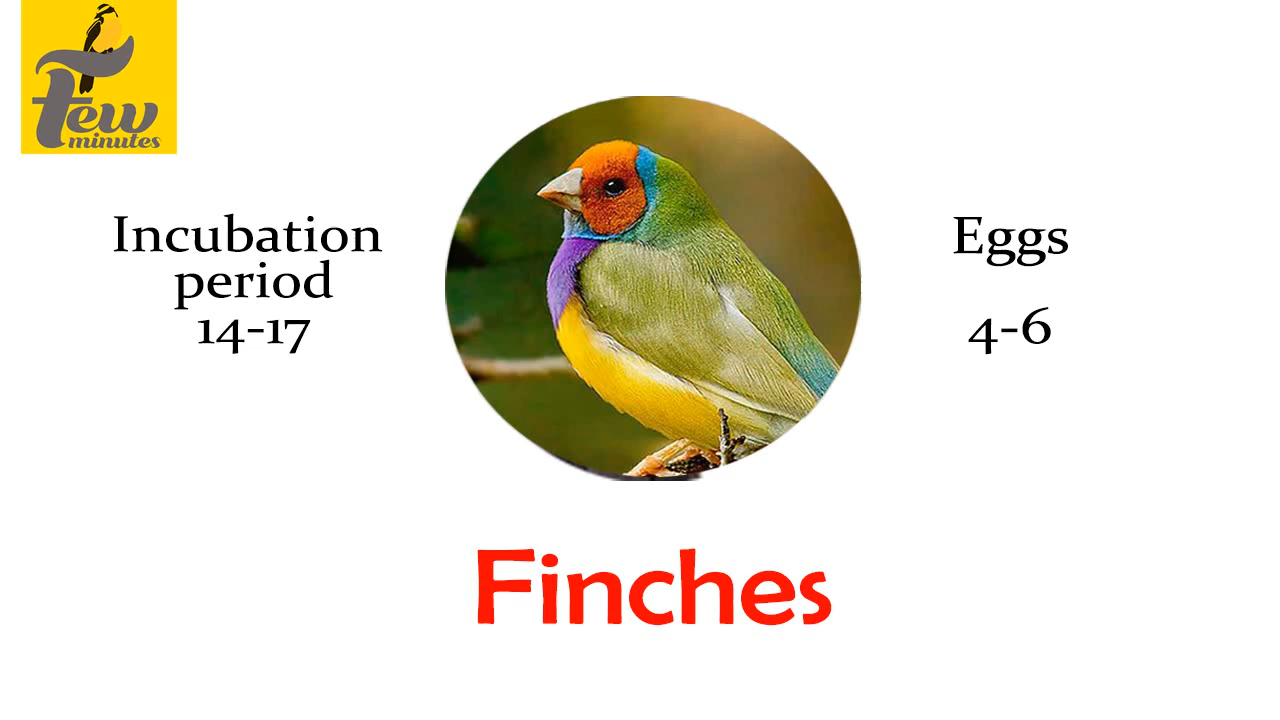 Few
minutes
Incubation
period
14-17
Eggs
4-6
Finches